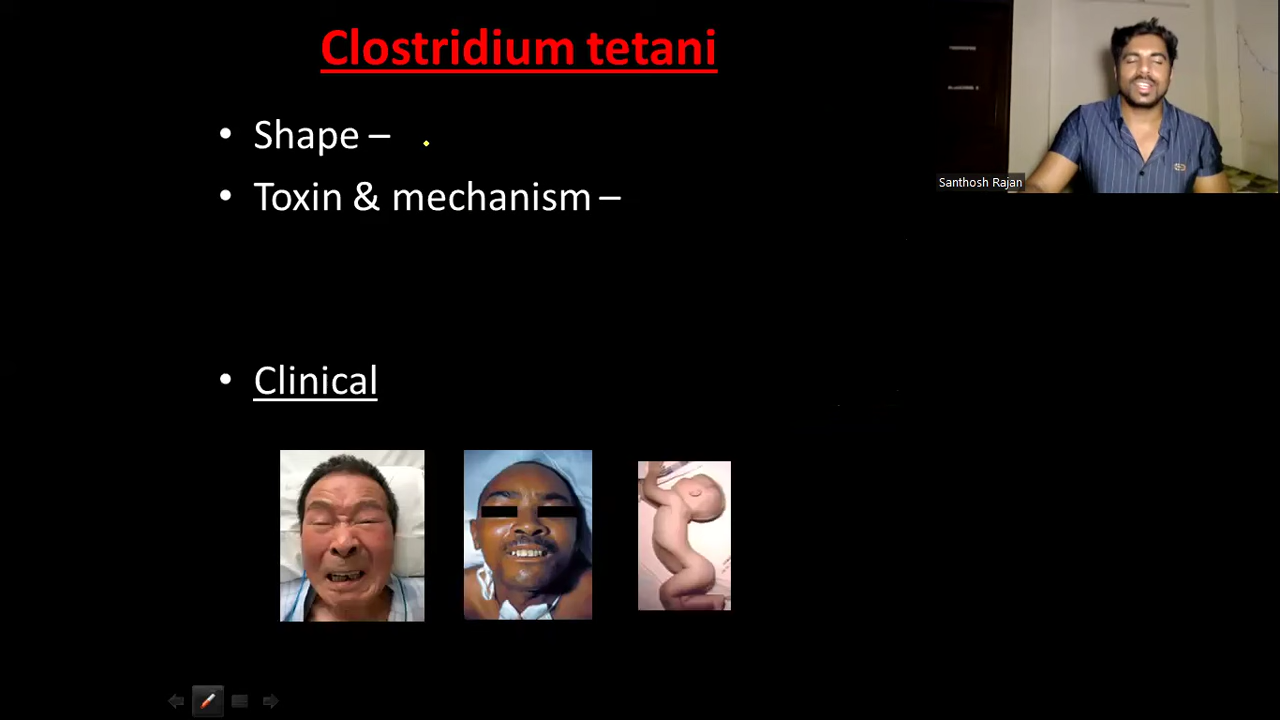 Clostridium tetani
• Shape –
• Toxin & mechanism –
• Clinical
Santhosh Rajan